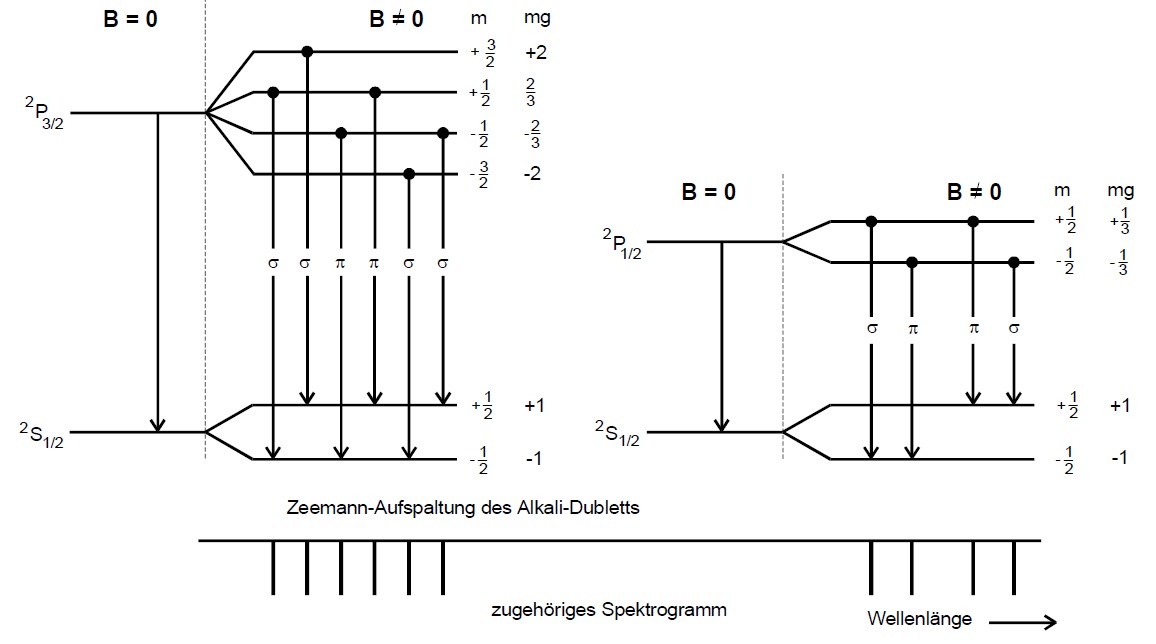 B = 0 B ≠ 0 m mg
+ 3/2 +2
+ 1/2 2/3
²P3/2
- 1/2 - 2/3
- 3/2 -2
σ σ π π σ σ
+ 1/2 +1
²S1/2
- 1/2 -1
B = 0 B ≠ 0 m mg
+ 1/2 + 1/3
²P1/2
- 1/2 - 1/3
σ π π σ
+ 1/2 +1
²S1/2
- 1/2 -1
Zeemann-Aufspaltung des Alkali-Dubletts
zugehöriges Spektrogramm
Wellenlänge